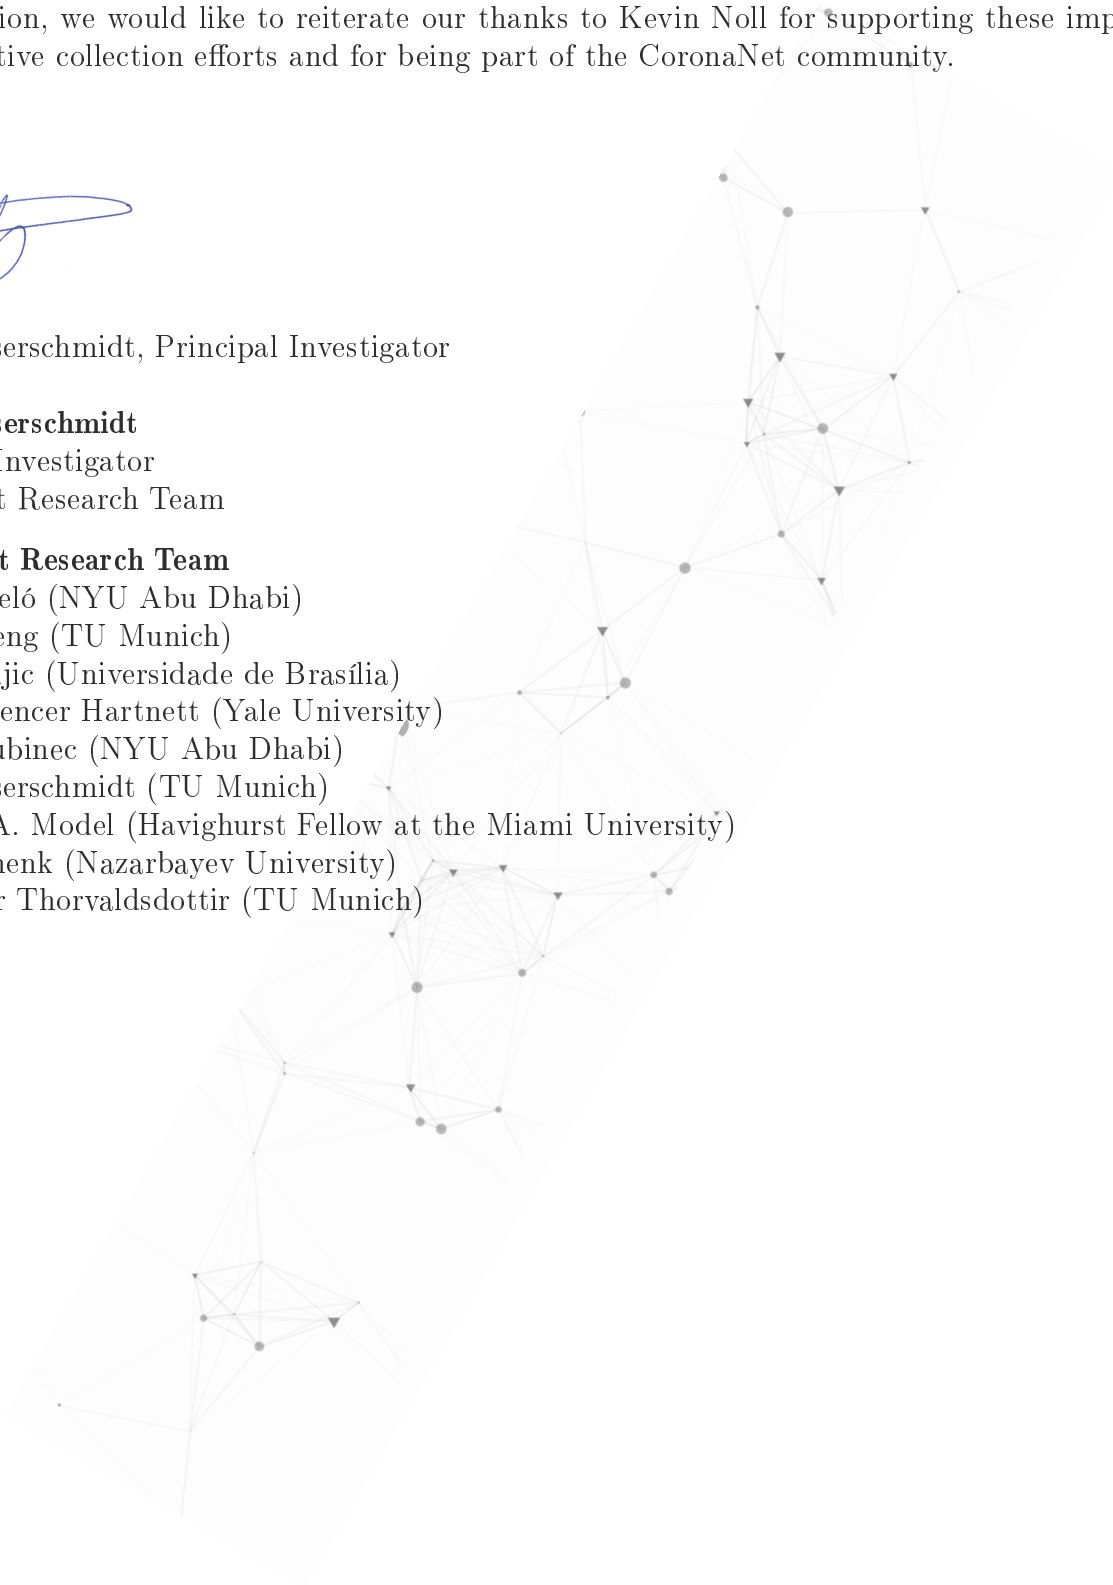 ion, we would like to reiterate our thanks to Kevin Noll for supporting these imp
tive collection efforts and for being part of the CoronaNet community.
serschmidt, Principal Investigator
serschmidt
Investigator
t Research Team
t Research Team
eló (NYU Abu Dhabi)
eng (TU Munich)
jic (Universidade de Brasília)
encer Hartnett (Yale University)
ubinec (NYU Abu Dhabi)
serschmidt (TU Munich)
A. Model (Havighurst Fellow at the Miami University)
henk (Nazarbayev University)
r Thorvaldsdottir (TU Munich)